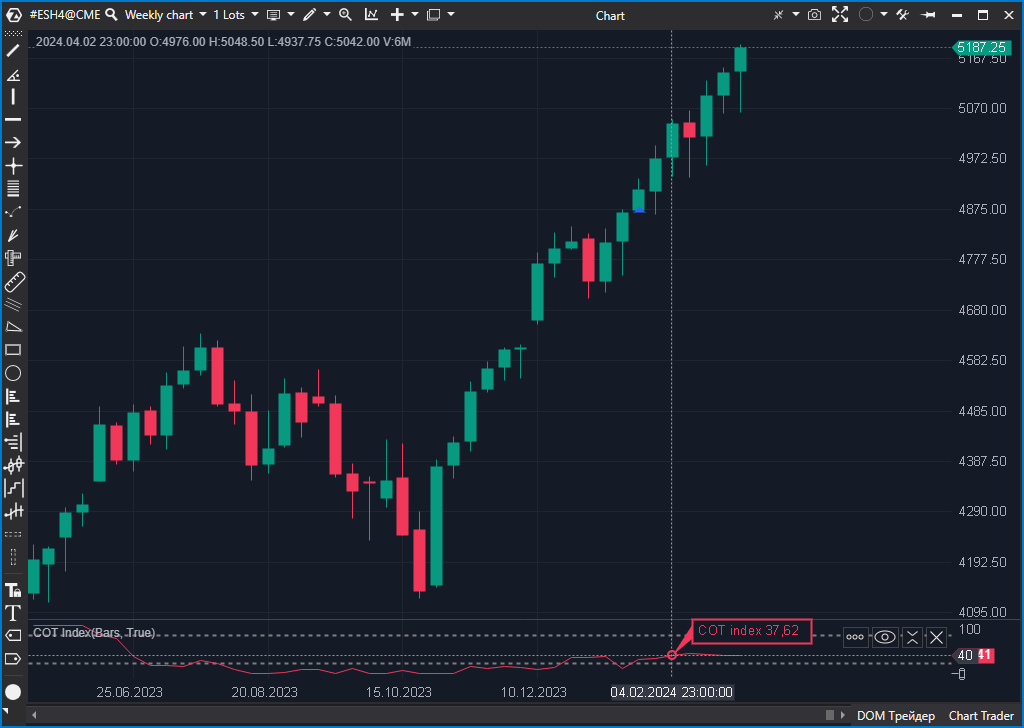 #ESH4@CME Weekly chart 1 Lots Chart
2024.04.02 23:00:00 O:4976.00 H:5048.50 L:4937.75 C:5042.00 V:6M
5187.25
5167.50
5070.00
4972.50
4875.00
4777.50
4680.00
4582.50
4485.00
4387.50
4290.00
4192.50
4095.00
COT Index(Bars, True)
COT index 37,62
100
40 41
0
25.06.2023 20.08.2023 15.10.2023 10.12.2023 04.02.2024 23:00:00
DOM Трейдер Chart Trader